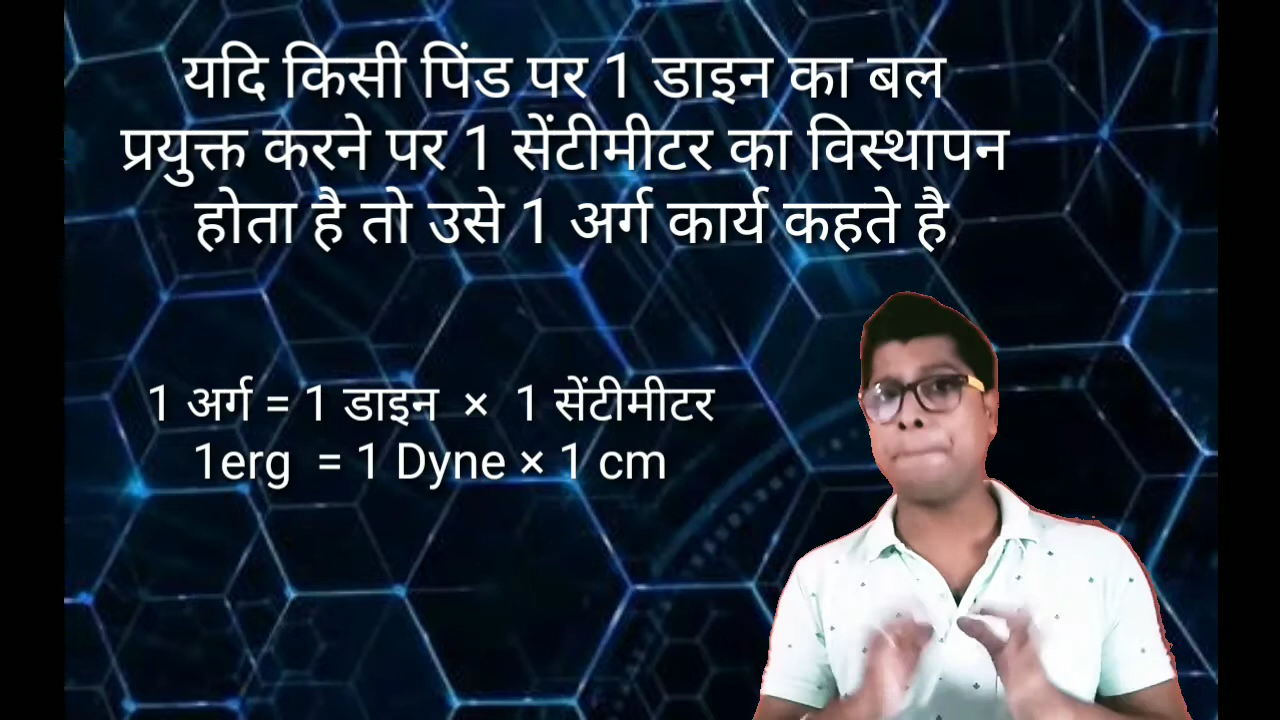 यदि किसी पिंड पर 1 डाइन का बल
प्रयुक्त करने पर 1 सेंटीमीटर का विस्थापन
होता है तो उसे 1 अर्ग कार्य कहते है
1 अर्ग = 1 डाइन × 1 सेंटीमीटर
1erg = 1 Dyne × 1 cm